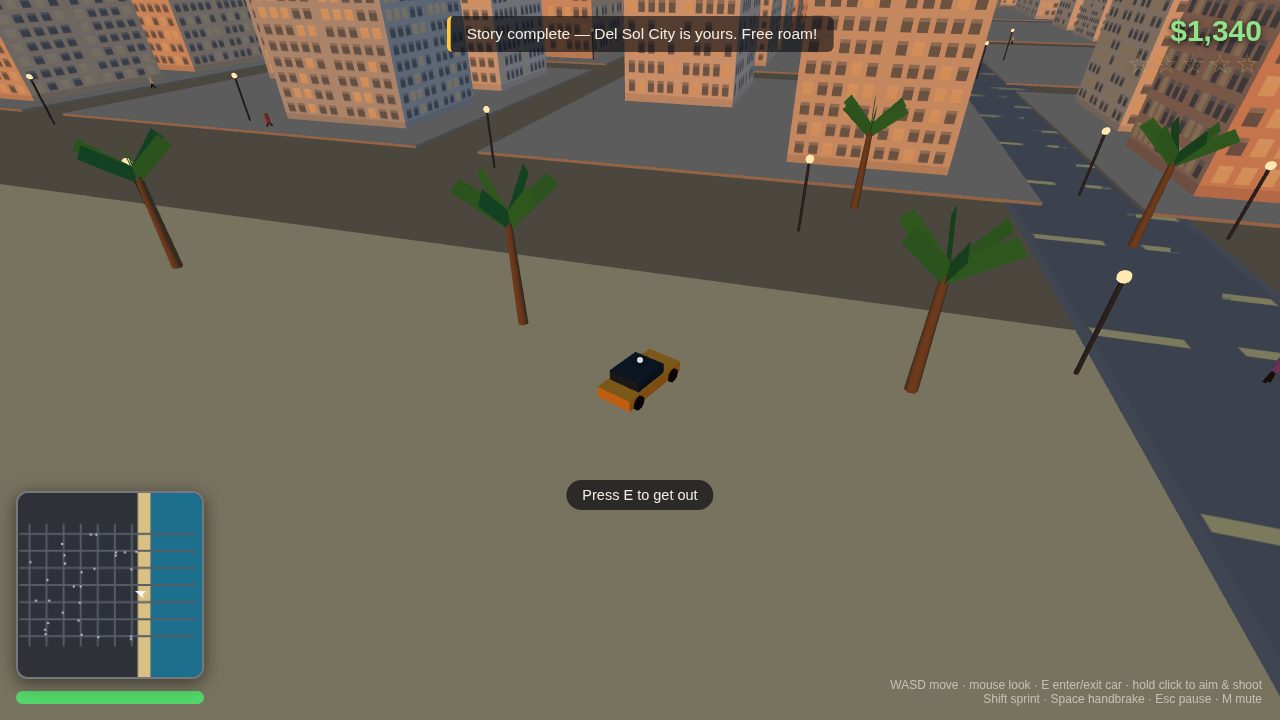 Story complete — Del Sol City is yours. Free roam!
$1,340
Press E to get out
WASD move · mouse look · E enter/exit car · hold click to aim & shoot
Shift sprint · Space handbrake · Esc pause · M mute